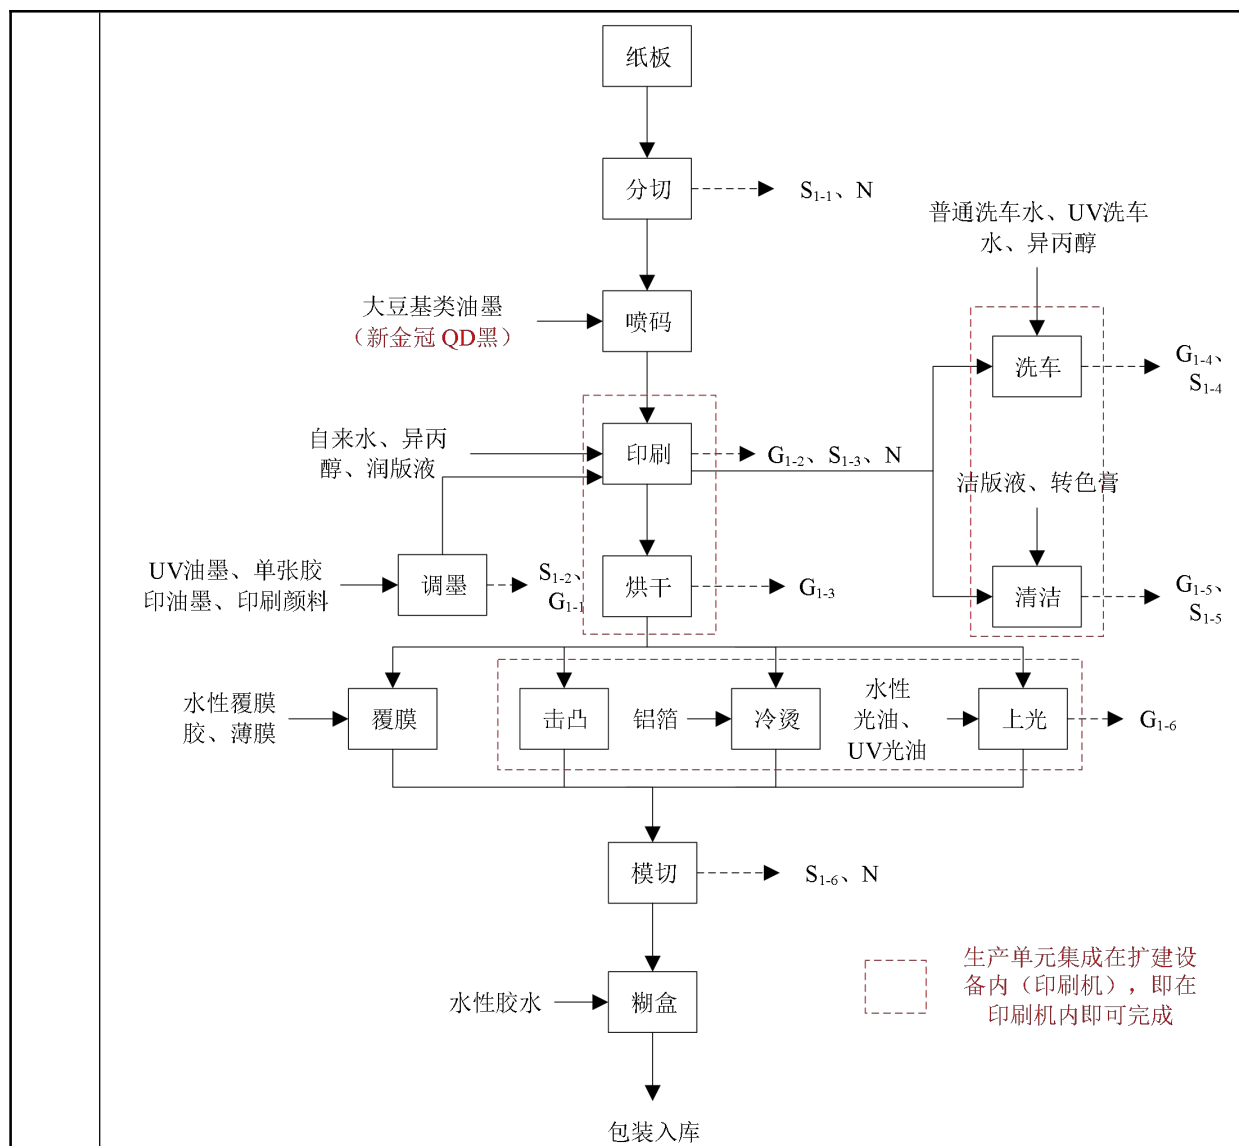 纸板
分切
S1-1、N
普通洗车水、UV洗车
水、异丙醇
大豆基类油墨
（新金冠 QD黑）
喷码
洗车
G1-4、
S1-4
自来水、异丙
醇、润版液
印刷
G1-2、S1-3、N
洁版液、转色膏
UV油墨、单张胶
印油墨、印刷颜料
调墨
S1-2、
G1-1
烘干
G1-3
清洁
G1-5、
S1-5
水性覆膜
胶、薄膜
覆膜
击凸
铝箔
冷烫
水性
光油、
UV光油
上光
G1-6
模切
S1-6、N
生产单元集成在扩建设
备内（印刷机），即在
印刷机内即可完成
水性胶水
糊盒
包装入库